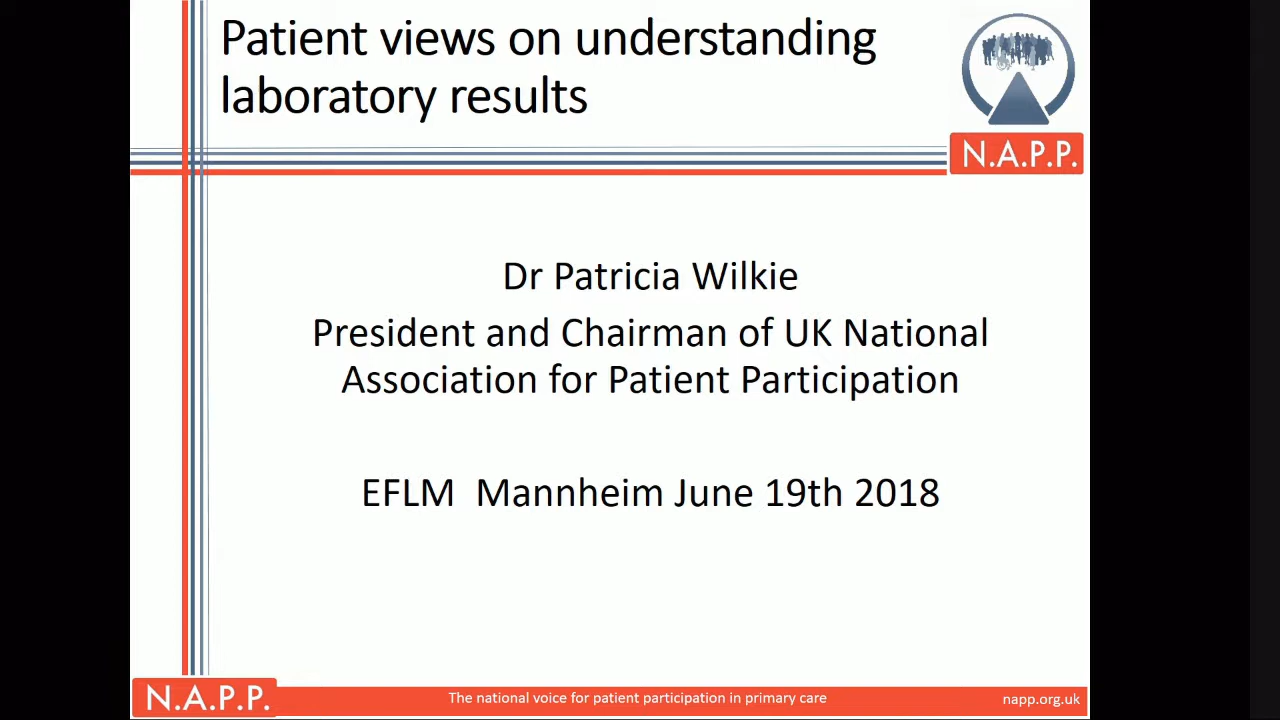 Patient views on understanding
laboratory results
N.A.P.P.
Dr Patricia Wilkie
President and Chairman of UK National
Association for Patient Participation
EFLM  Mannheim June 19th 2018
N.A.P.P.
The national voice for patient participation in primary care
napp.org.uk